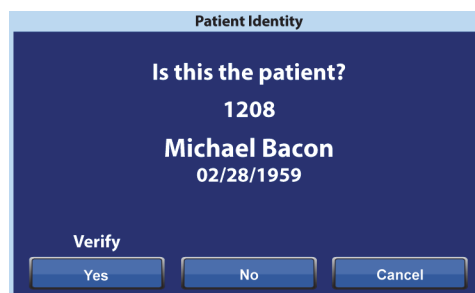 Patient Identity
Is this the patient?
1208
Michael Bacon
02/28/1959
Verify
Yes No Cancel